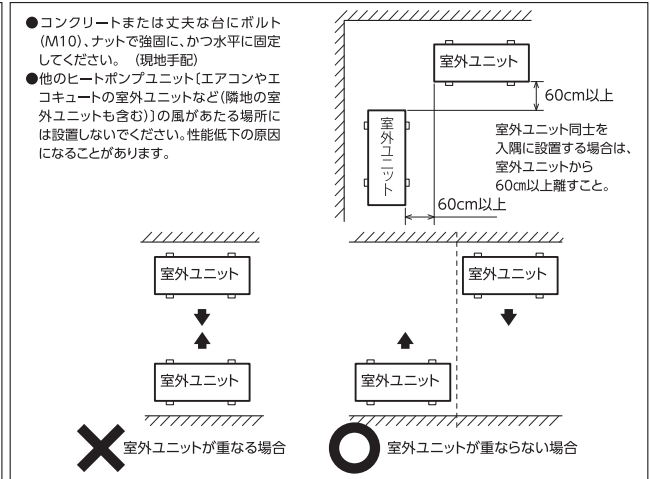 ●コンクリートまたは丈夫な台にボルト
(M10)、ナットで強固に、かつ水平に固定
してください。 (現地手配)
●他のヒートポンプユニット〔エアコンやエ
コキュートの室外ユニットなど(隣地の室
外ユニットも含む)〕の風があたる場所に
は設置しないでください。性能低下の原因
になることがあります。
室外ユニット
60cm以上
室外ユニット
室外ユニット同士を
入隅に設置する場合は、
室外ユニットから
60㎝以上離すこと。
60cm以上
室外ユニット
室外ユニット
室外ユニット
室外ユニット
室外ユニットが重なる場合
室外ユニットが重ならない場合